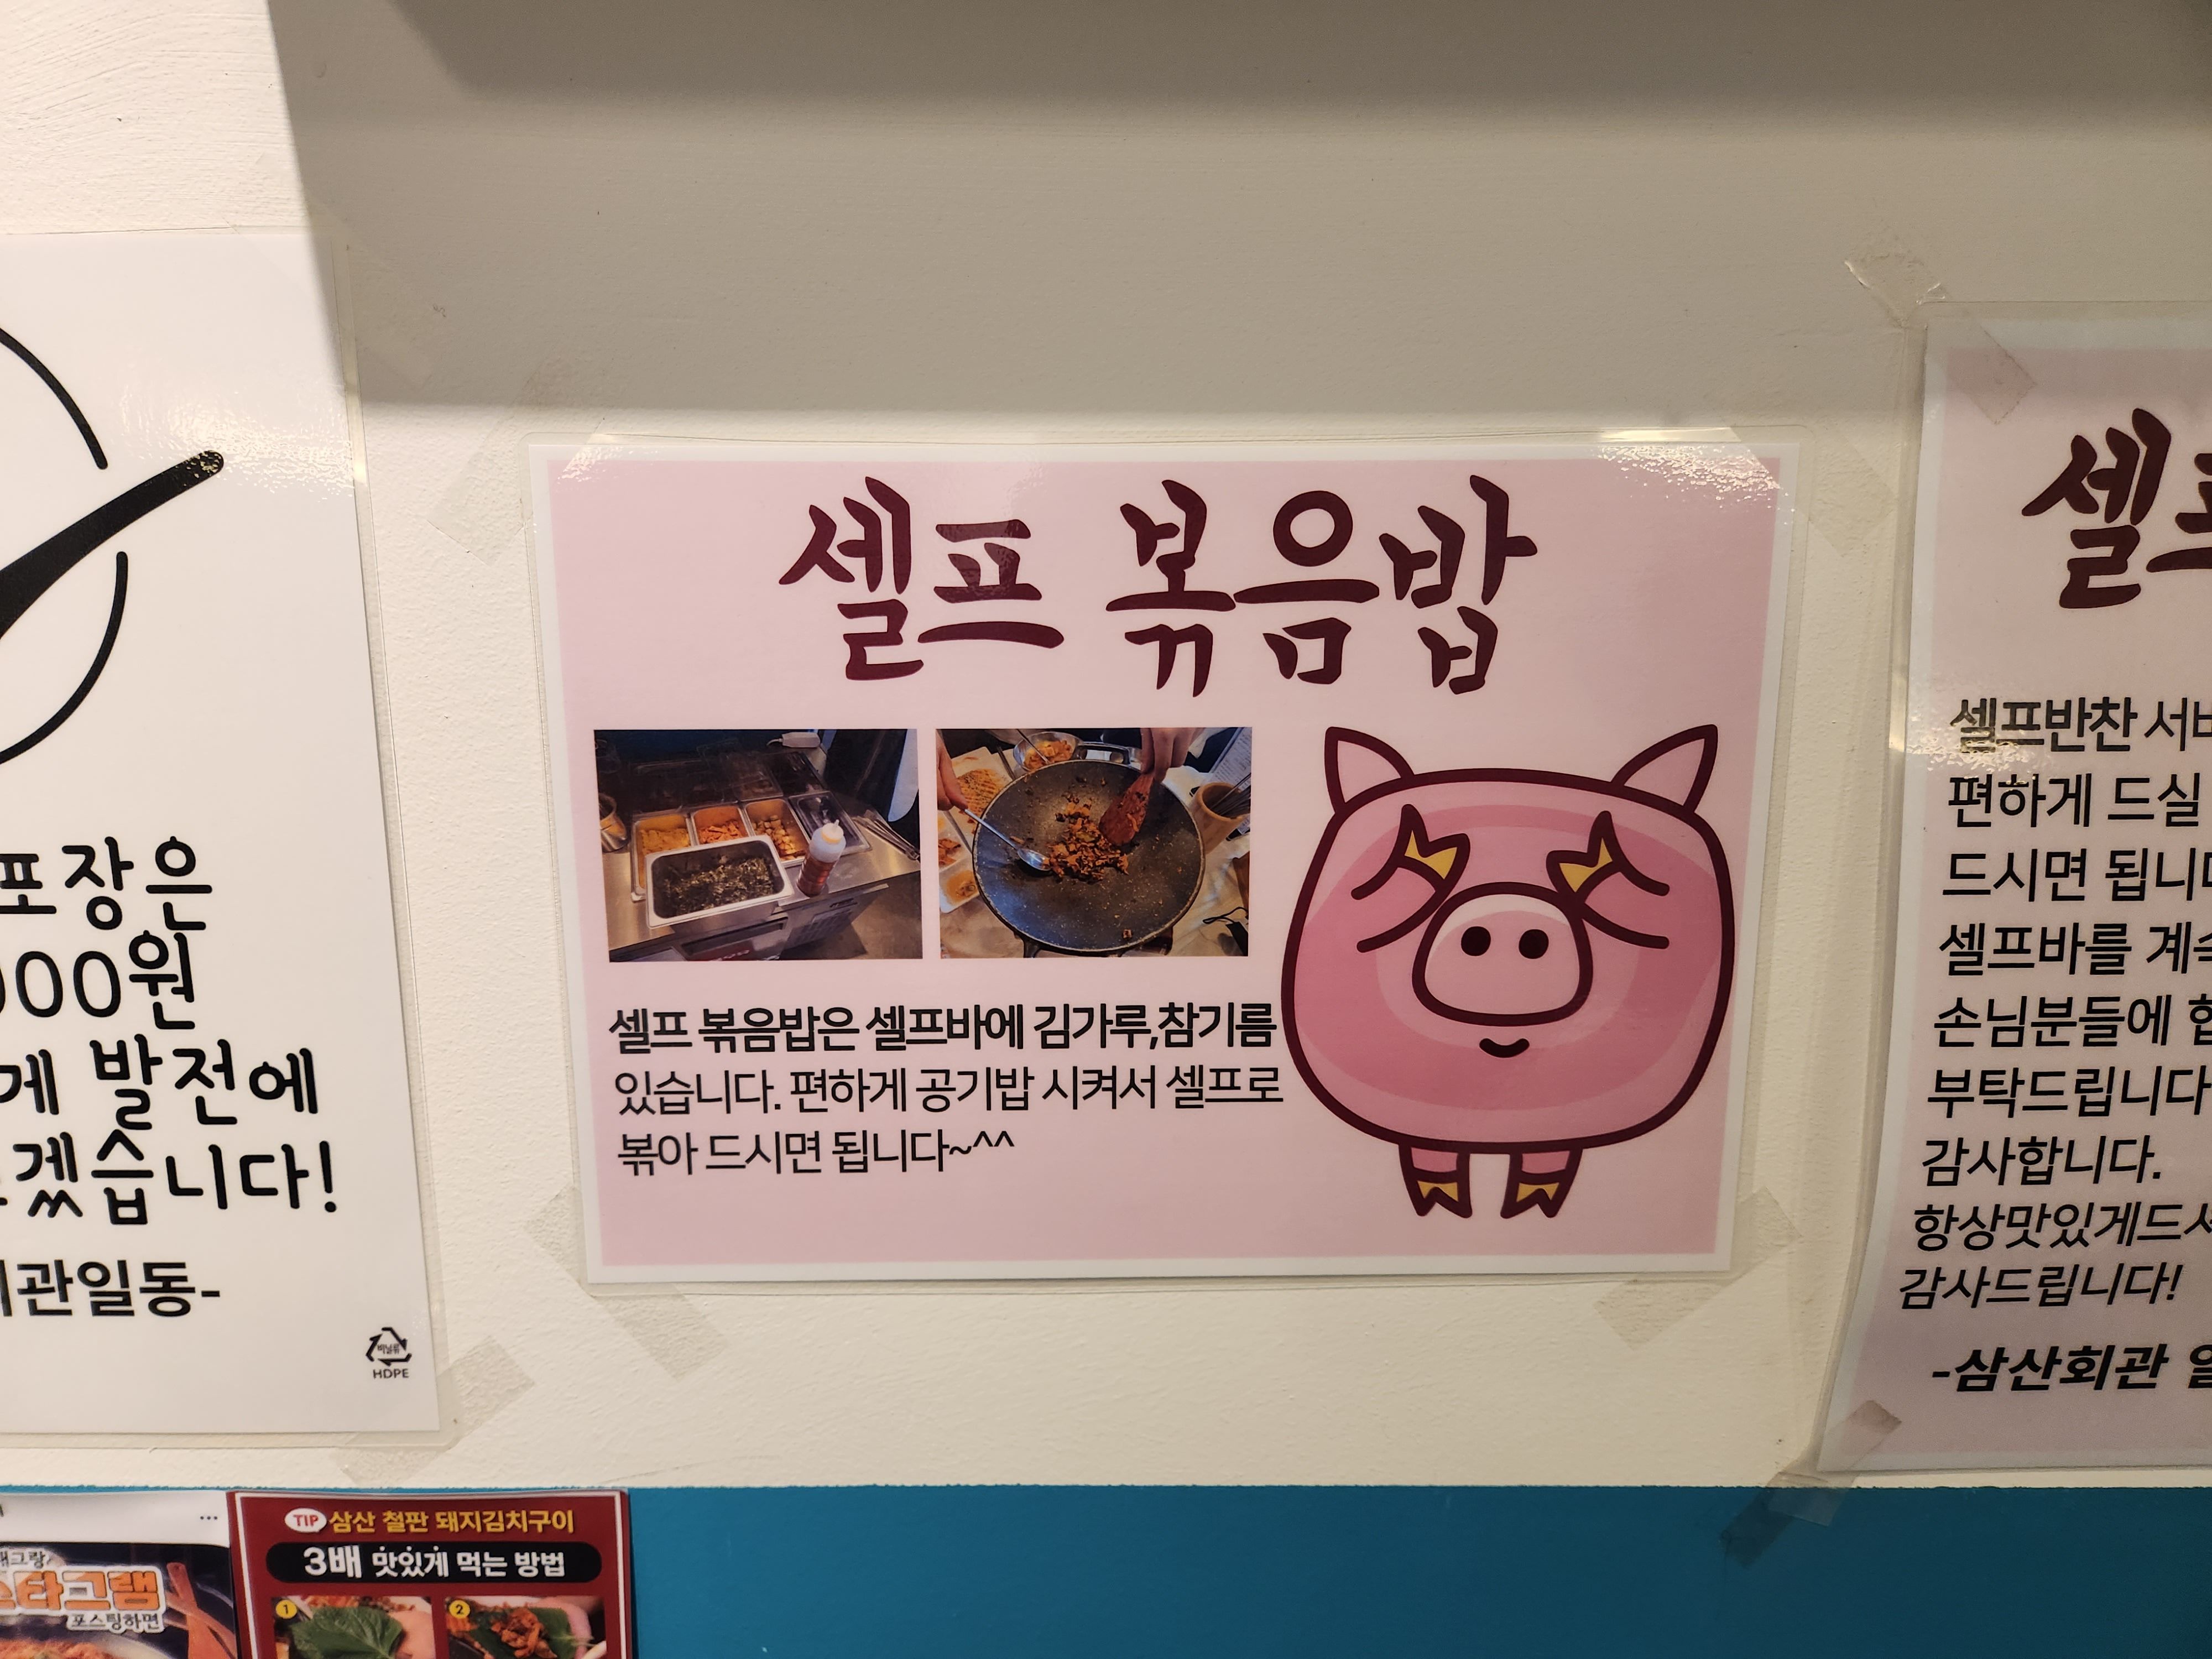 포장은
000원
게 발전에
겠습니다!
관일동-
비닐류
HDPE
셀프 볶음밥
셀프 볶음밥은 셀프바에 김가루,참기름
있습니다. 편하게 공기밥 시켜서 셀프로
볶아 드시면 됩니다~^^
셀프반찬
편하게 드실
드시면
셀프바를
손님분들에
부탁드립니다
감사합니다.
항상맛있게드
감사드립니다!
-삼산회관
포스팅하면
TIP 삼산 철판 돼지김치구이
3배 맛있게 먹는 방법
1
2